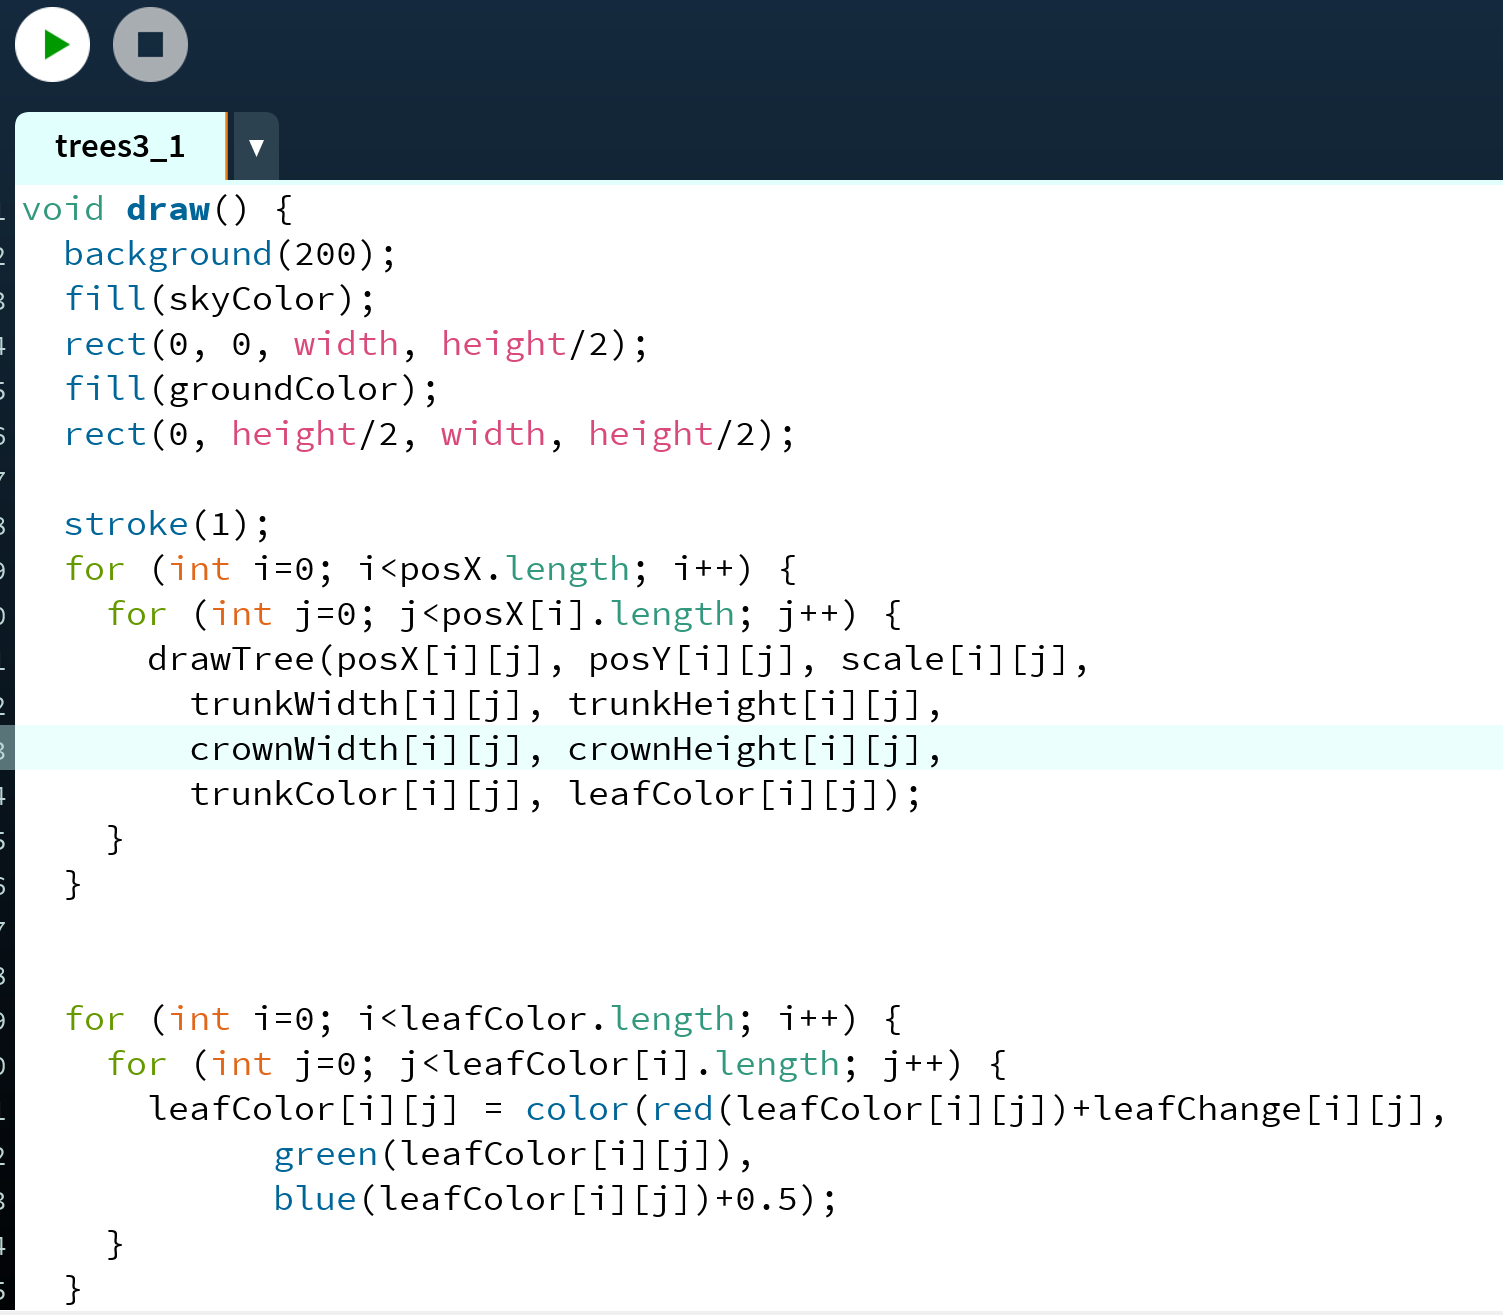 trees3_1 ▼
void draw() {
  background(200);
  fill(skyColor);
  rect(0, 0, width, height/2);
  fill(groundColor);
  rect(0, height/2, width, height/2);
  stroke(1);
  for (int i=0; i<posX.length; i++) {
    for (int j=0; j<posX[i].length; j++) {
      drawTree(posX[i][j], posY[i][j], scale[i][j],
        trunkWidth[i][j], trunkHeight[i][j],
        crownWidth[i][j], crownHeight[i][j],
        trunkColor[i][j], leafColor[i][j]);
    }
  }
  for (int i=0; i<leafColor.length; i++) {
    for (int j=0; j<leafColor[i].length; j++) {
      leafColor[i][j] = color(red(leafColor[i][j])+leafChange[i][j],
            green(leafColor[i][j]),
            blue(leafColor[i][j])+0.5);
    }
  }